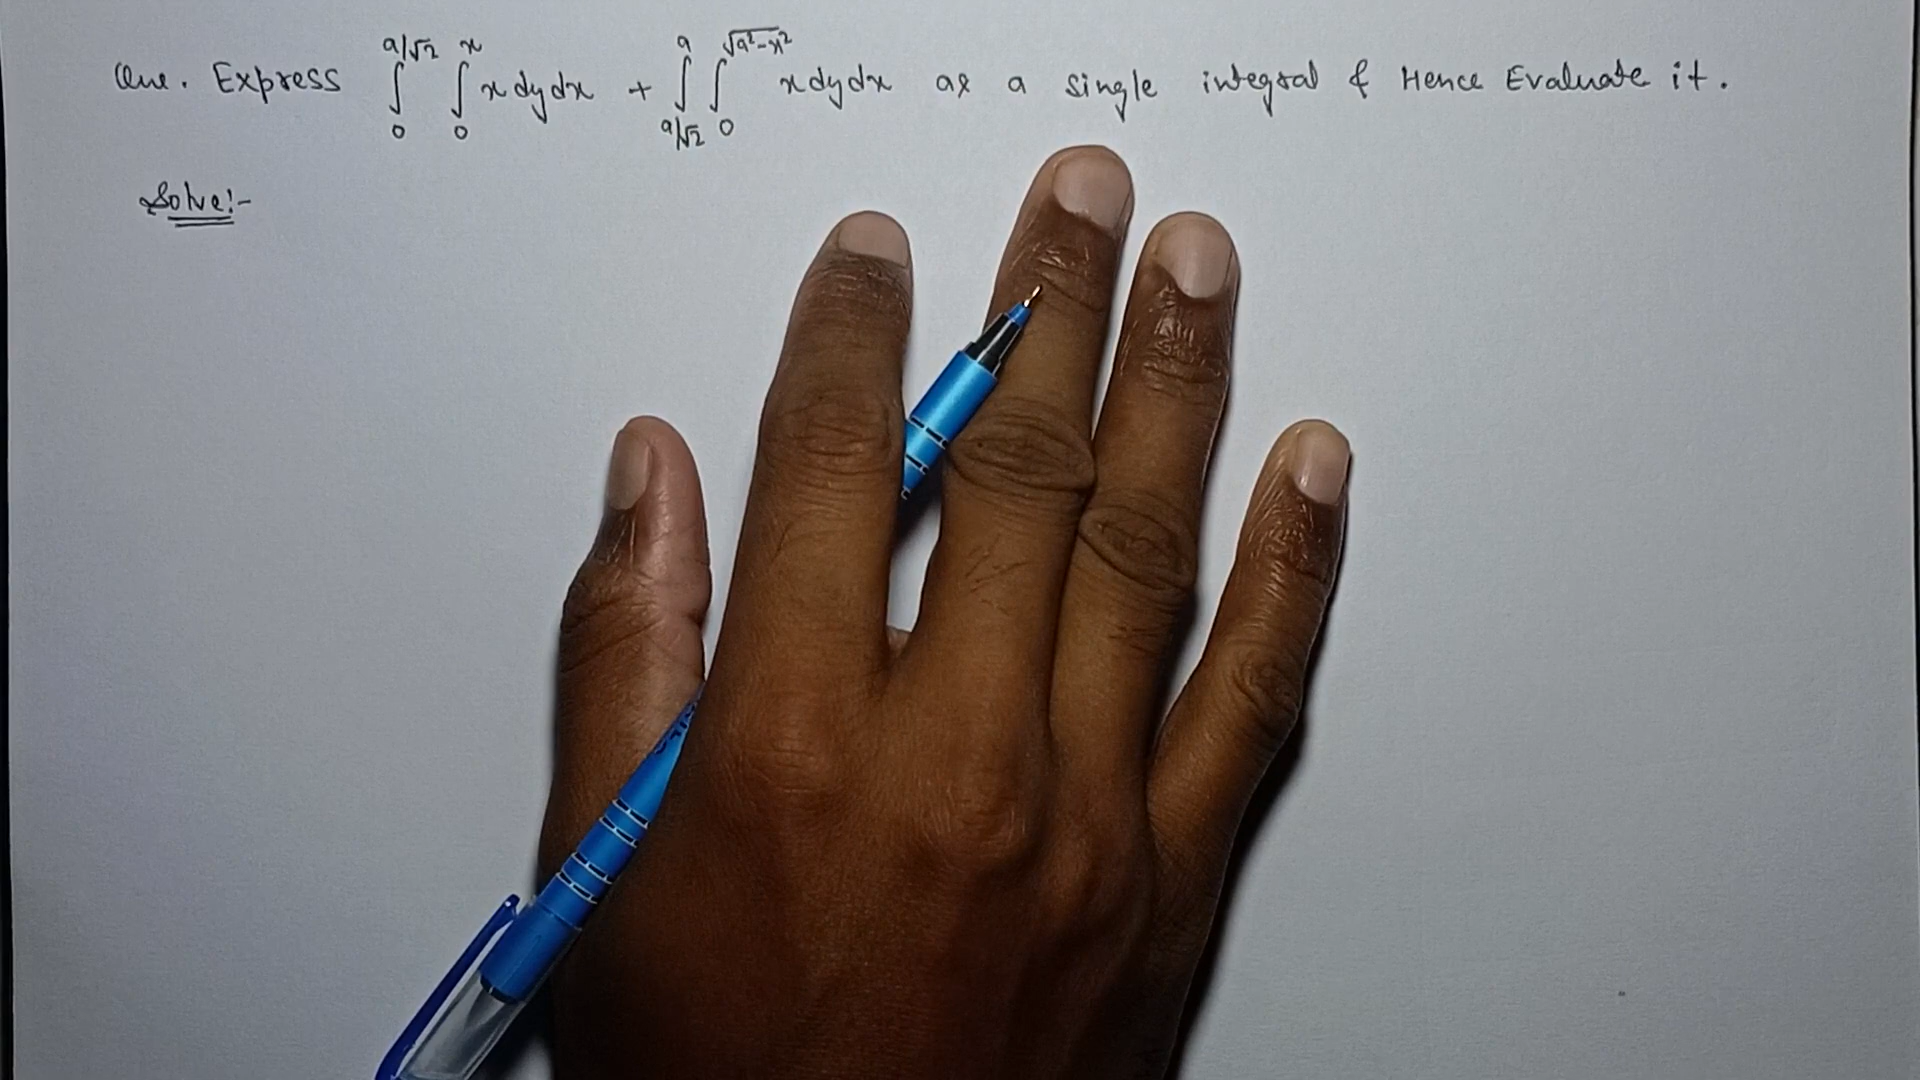 Que. Express ∫₀^{a/√2} ∫₀^{x} x dy dx + ∫_{a/√2}^{a} ∫₀^{√(a²-x²)} x dy dx as a single integral & Hence Evaluate it.
Solve:-